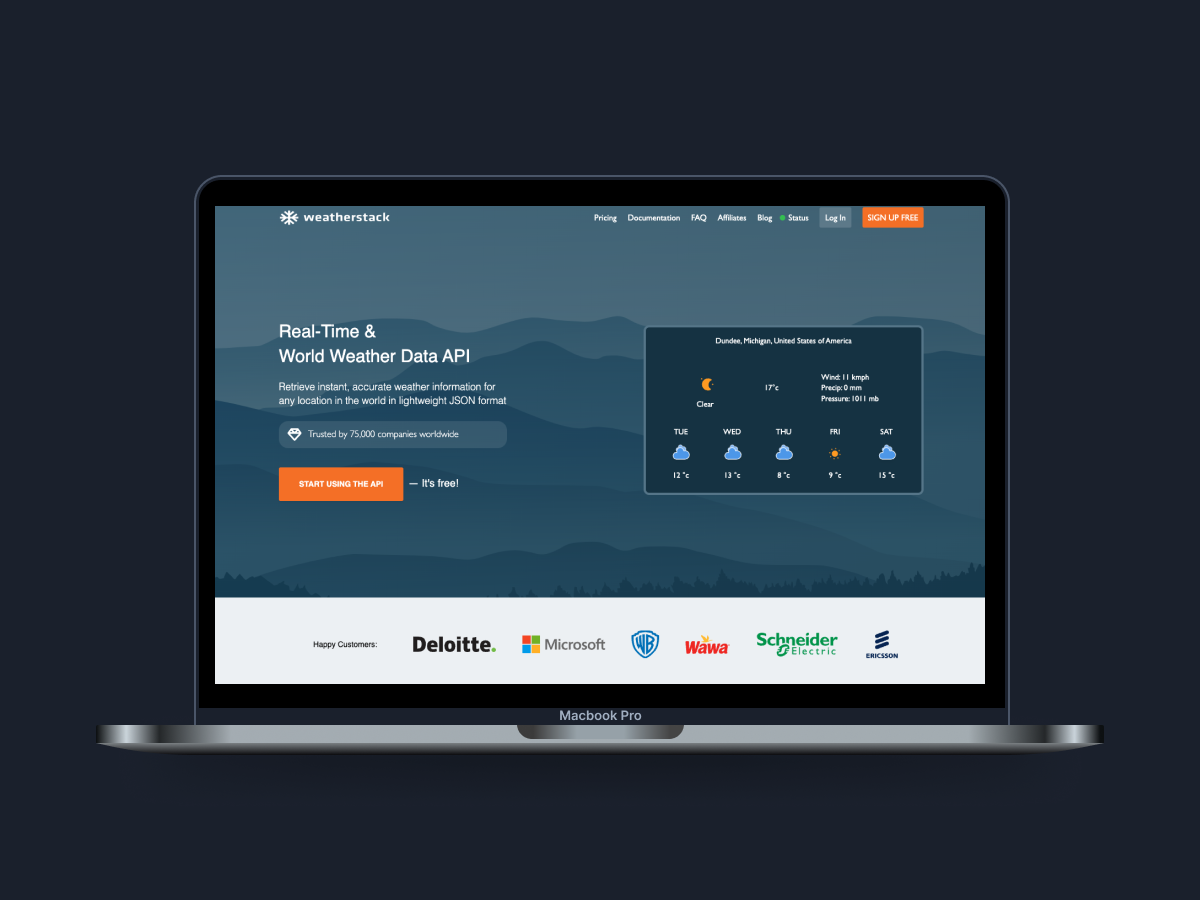 weatherstack
Pricing Documentation FAQ Affiliates Blog Status Log In SIGN UP FREE
Real-Time &
World Weather Data API
Retrieve instant, accurate weather information for
any location in the world in lightweight JSON format
Trusted by 75,000 companies worldwide
START USING THE API — It's free!
Dundee, Michigan, United States of America
Clear
17°c
Wind: 11 kmph
Precip: 0 mm
Pressure: 1011 mb
TUE WED THU FRI SAT
12 °c 13 °c 8 °c 9 °c 15 °c
Happy Customers:
Deloitte.
Microsoft
WB
Wawa
Schneider
Electric
ERICSSON
Macbook Pro